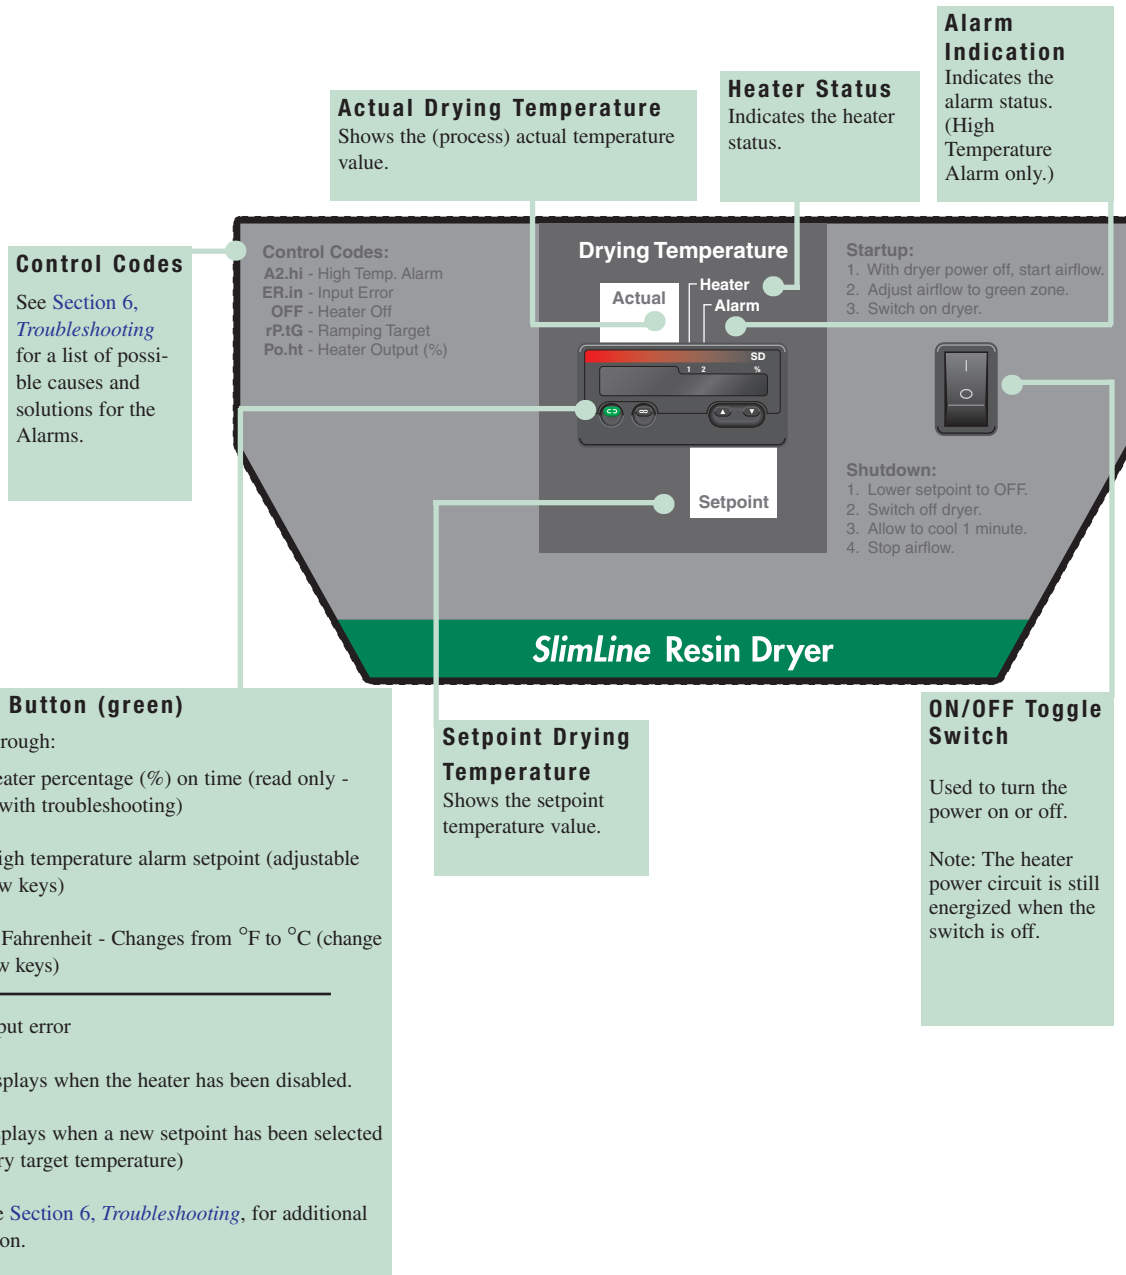 Alarm
Indication
Indicates the
alarm status.
(High
Temperature
Alarm only.)
Heater Status
Indicates the heater
status.
Actual Drying Temperature
Shows the (process) actual temperature
value.
Control Codes
See Section 6,
Troubleshooting
for a list of possi-
ble causes and
solutions for the
Alarms.
Control Codes:
A2.hi - High Temp. Alarm
ER.in - Input Error
OFF - Heater Off
rP.tG - Ramping Target
Po.ht - Heater Output (%)
Drying Temperature
Heater
Actual
Alarm
SD
1 2 %
Setpoint
Startup:
1. With dryer power off, start airflow.
2. Adjust airflow to green zone.
3. Switch on dryer.
Shutdown:
1. Lower setpoint to OFF.
2. Switch off dryer.
3. Allow to cool 1 minute.
4. Stop airflow.
SlimLine Resin Dryer
Button (green)
rough:
eater percentage (%) on time (read only -
with troubleshooting)
igh temperature alarm setpoint (adjustable
w keys)
Fahrenheit - Changes from °F to °C (change
w keys)
put error
splays when the heater has been disabled.
splays when a new setpoint has been selected
ry target temperature)
e Section 6, Troubleshooting, for additional
on.
Setpoint Drying
Temperature
Shows the setpoint
temperature value.
ON/OFF Toggle
Switch
Used to turn the
power on or off.
Note: The heater
power circuit is still
energized when the
switch is off.